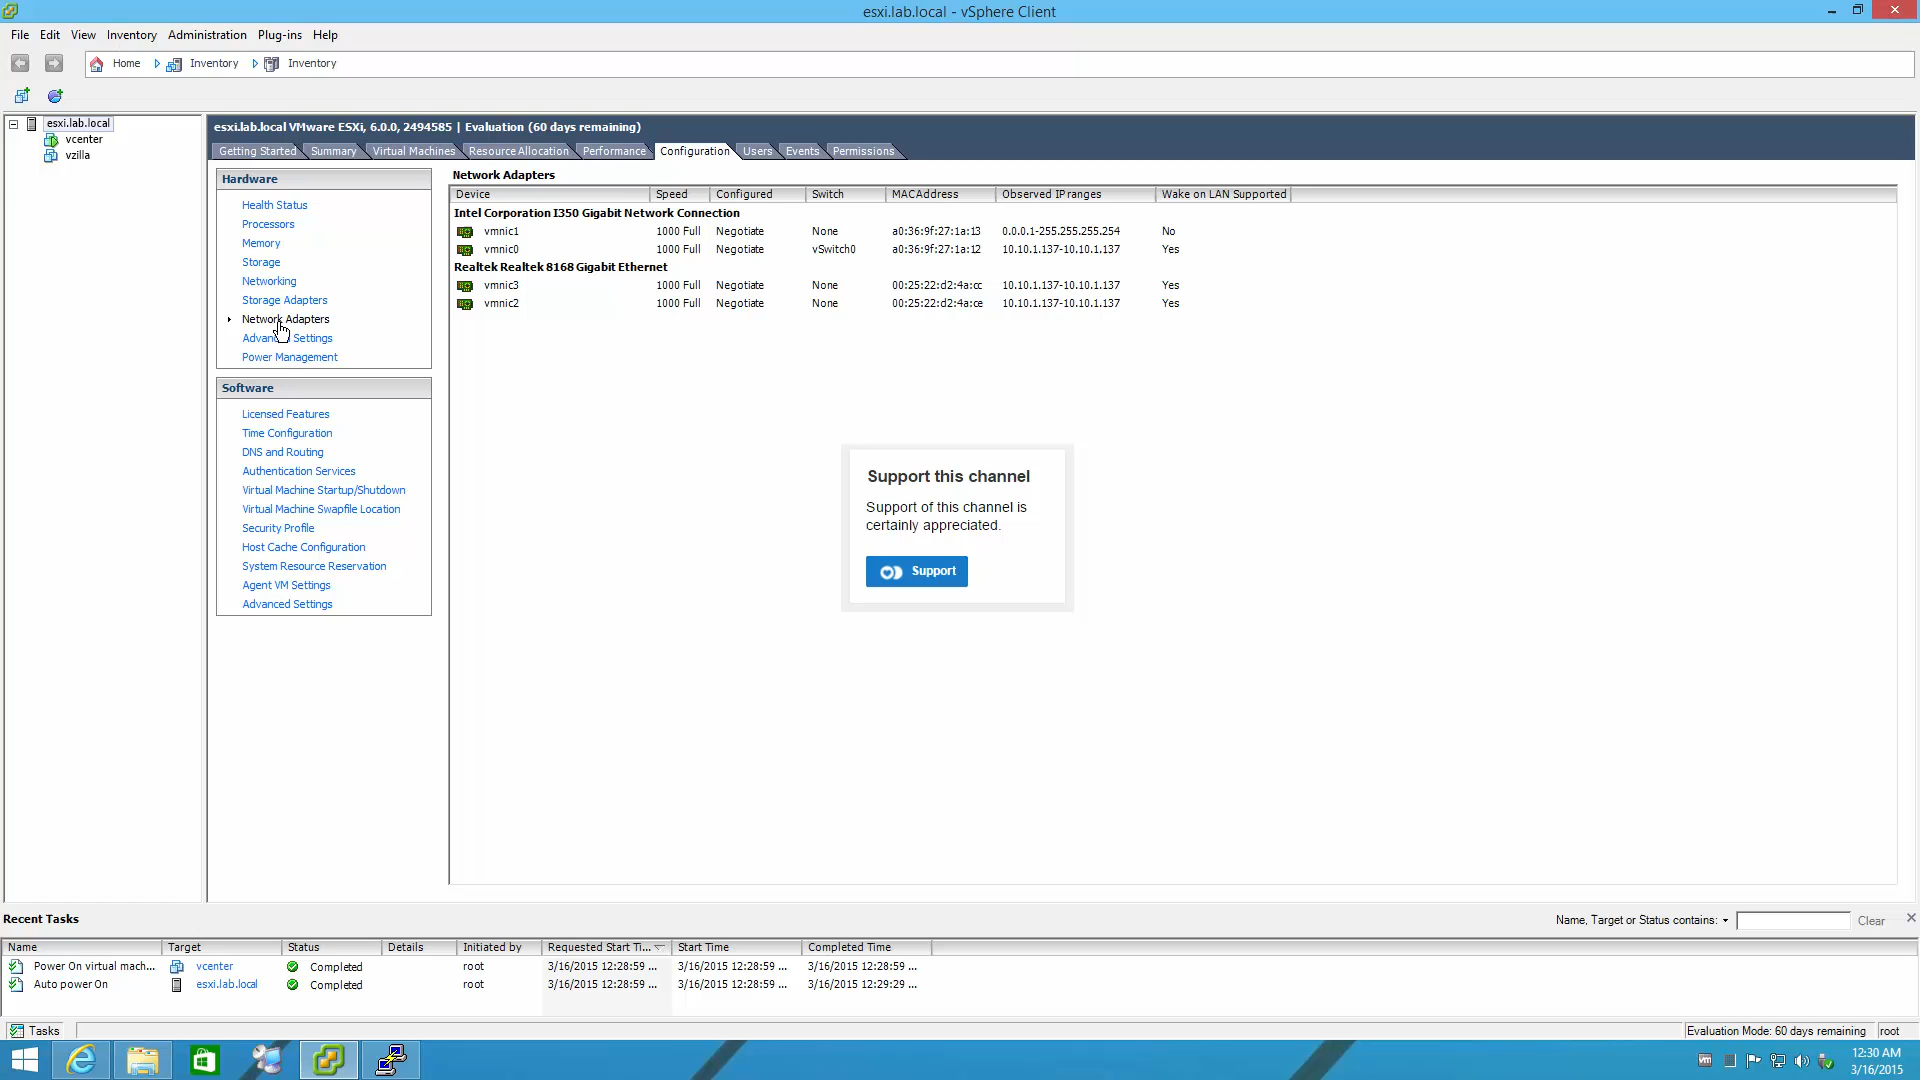 esxi.lab.local - vSphere Client
File Edit View Inventory Administration Plug-ins Help
Home Inventory Inventory
esxi.lab.local
vcenter
vzilla
esxi.lab.local VMware ESXi, 6.0.0, 2494585 | Evaluation (60 days remaining)
Getting Started Summary Virtual Machines Resource Allocation Performance Configuration Users Events Permissions
Hardware
Health Status
Processors
Memory
Storage
Networking
Storage Adapters
Network Adapters
Advanced Settings
Power Management
Software
Licensed Features
Time Configuration
DNS and Routing
Authentication Services
Virtual Machine Startup/Shutdown
Virtual Machine Swapfile Location
Security Profile
Host Cache Configuration
System Resource Reservation
Agent VM Settings
Advanced Settings
Network Adapters
Device Speed Configured Switch MAC Address Observed IP ranges Wake on LAN Supported
Intel Corporation I350 Gigabit Network Connection
vmnic1 1000 Full Negotiate None a0:36:9f:27:1a:13 0.0.0.1-255.255.255.254 No
vmnic0 1000 Full Negotiate vSwitch0 a0:36:9f:27:1a:12 10.10.1.137-10.10.1.137 Yes
Realtek Realtek 8168 Gigabit Ethernet
vmnic3 1000 Full Negotiate None 00:25:22:d2:4a:cc 10.10.1.137-10.10.1.137 Yes
vmnic2 1000 Full Negotiate None 00:25:22:d2:4a:ce 10.10.1.137-10.10.1.137 Yes
Support this channel
Support of this channel is
certainly appreciated.
Support
Recent Tasks
Name, Target or Status contains: Clear
Name Target Status Details Initiated by Requested Start Ti... Start Time Completed Time
Power On virtual mach... vcenter Completed root 3/16/2015 12:28:59 ... 3/16/2015 12:28:59 ... 3/16/2015 12:28:59 ...
Auto power On esxi.lab.local Completed root 3/16/2015 12:28:59 ... 3/16/2015 12:28:59 ... 3/16/2015 12:29:29 ...
Tasks
Evaluation Mode: 60 days remaining root
12:30 AM
3/16/2015